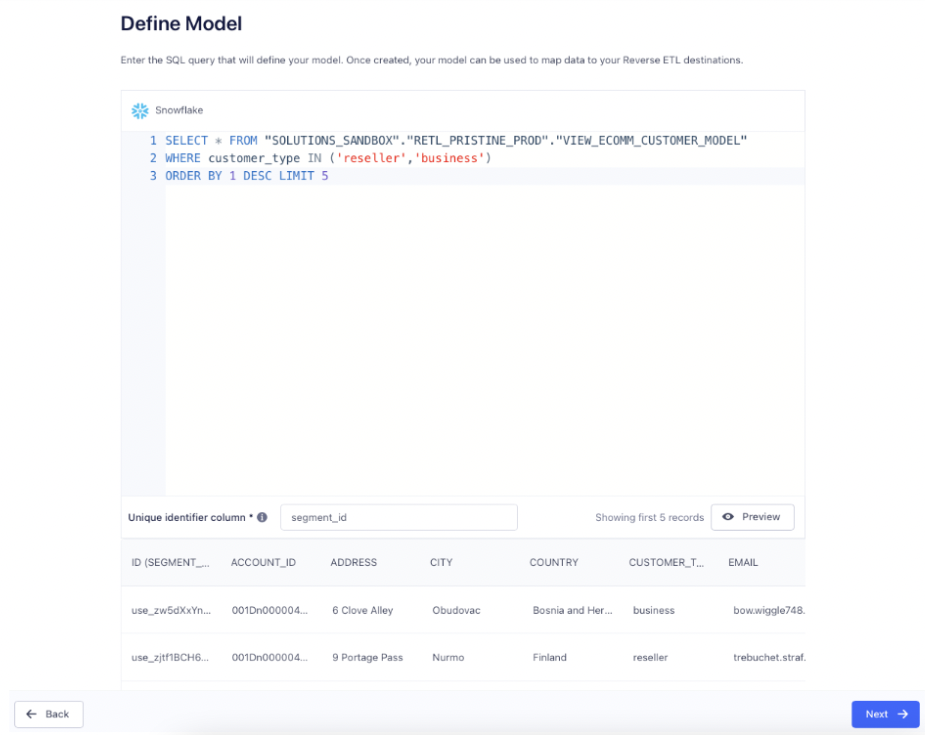 Define Model
Enter the SQL query that will define your model. Once created, your model can be used to map data to your Reverse ETL destinations.
Snowflake
1 SELECT * FROM "SOLUTIONS_SANDBOX"."RETL_PRISTINE_PROD"."VIEW_ECOMM_CUSTOMER_MODEL"
2 WHERE customer_type IN ('reseller','business')
3 ORDER BY 1 DESC LIMIT 5
Unique identifier column * segment_id Showing first 5 records Preview
ID (SEGMENT_... ACCOUNT_ID ADDRESS CITY COUNTRY CUSTOMER_T... EMAIL
use_zw5dXxYn... 001Dn000004... 6 Clove Alley Obudovac Bosnia and Her... business bow.wiggle748.
use_zjtf1BCH6... 001Dn000004... 9 Portage Pass Nurmo Finland reseller trebuchet.straf.
← Back Next →